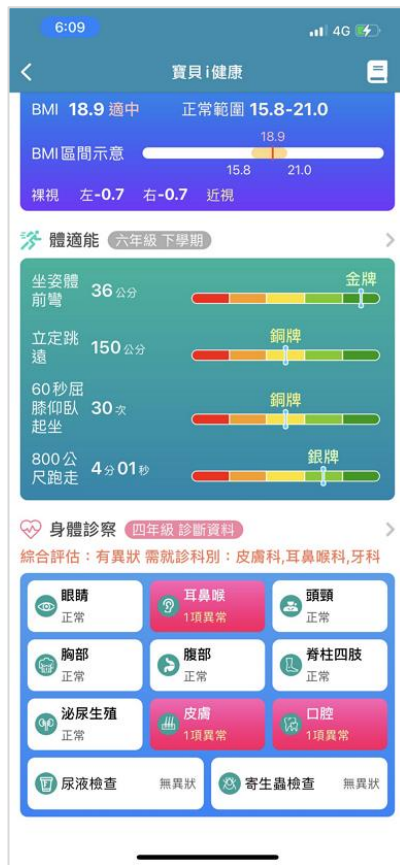 6:09 4G
寶貝i健康
BMI 18.9 適中 正常範圍 15.8-21.0
18.9
BMI區間示意
15.8 21.0
裸視 左-0.7 右-0.7 近視
體適能 六年級 下學期
坐姿體前彎 36 公分 金牌
立定跳遠 150 公分 銅牌
60秒屈膝仰臥起坐 30 次 銅牌
800公尺跑走 4分01秒 銀牌
身體診察 四年級 診斷資料
綜合評估：有異狀 需就診科別：皮膚科,耳鼻喉科,牙科
眼睛 正常
耳鼻喉 1項異常
頭頸 正常
胸部 正常
腹部 正常
脊柱四肢 正常
泌尿生殖 正常
皮膚 1項異常
口腔 1項異常
尿液檢查 無異狀
寄生蟲檢查 無異狀